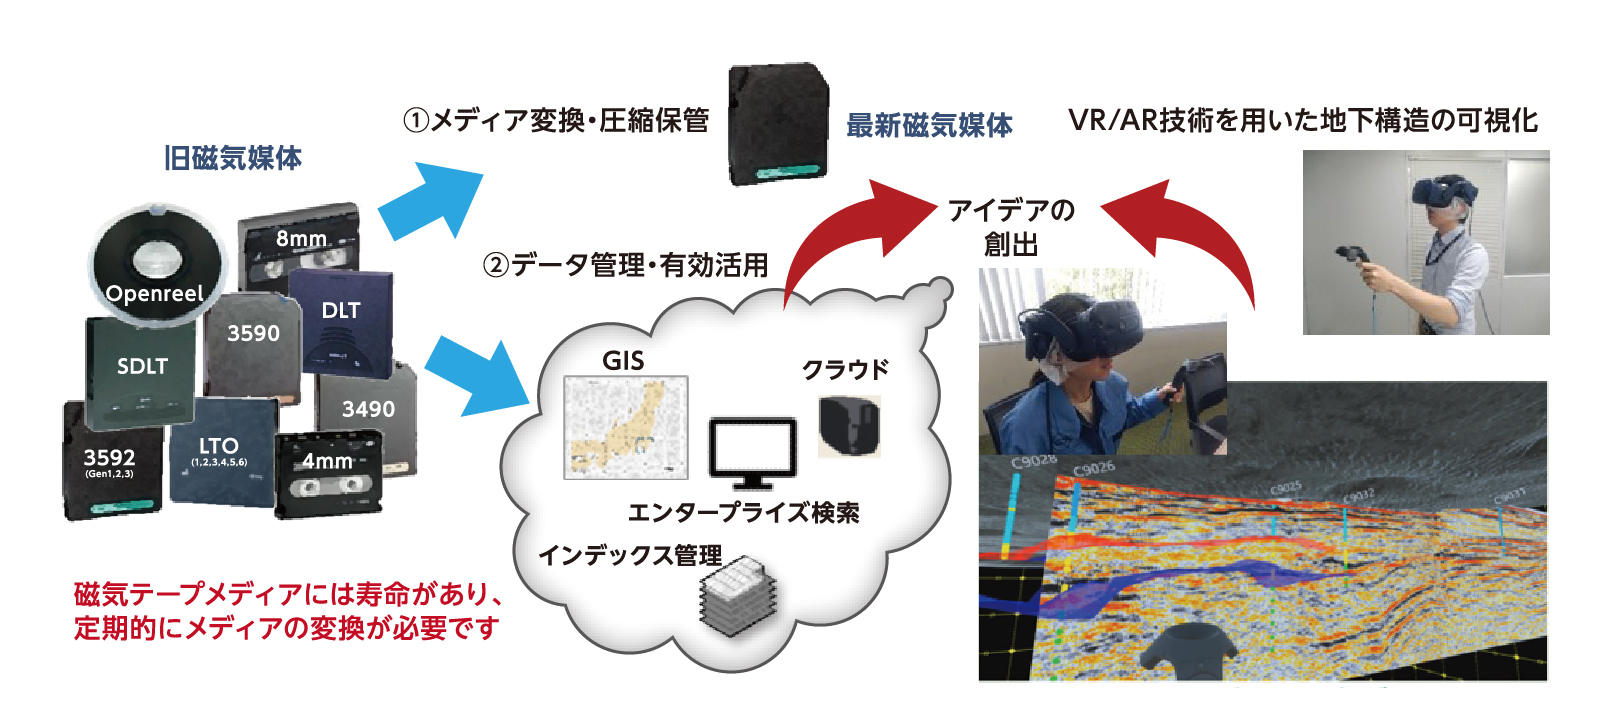 ①メディア変換・圧縮保管
最新磁気媒体
VR/AR技術を用いた地下構造の可視化
旧磁気媒体
アイデアの
創出
②データ管理・有効活用
8mm
Openreel
DLT
3590
SDLT
3490
LTO
(1,2,3,4,5,6)
3592
(Gen1,2,3)
4mm
GIS
クラウド
エンタープライズ検索
インデックス管理
磁気テープメディアには寿命があり、
定期的にメディアの変換が必要です
C9028
C9026
C9025
C9032
C9031